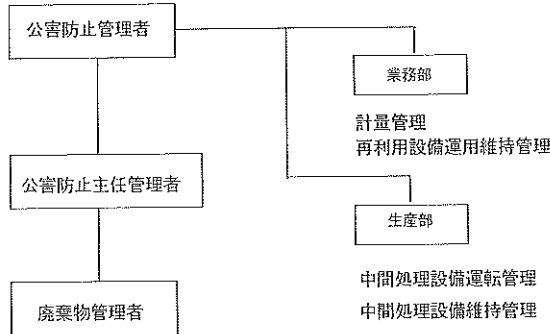 公害防止管理者
業務部
計量管理
再利用設備運用維持管理
公害防止主任管理者
生産部
中間処理設備運転管理
中間処理設備維持管理
廃棄物管理者